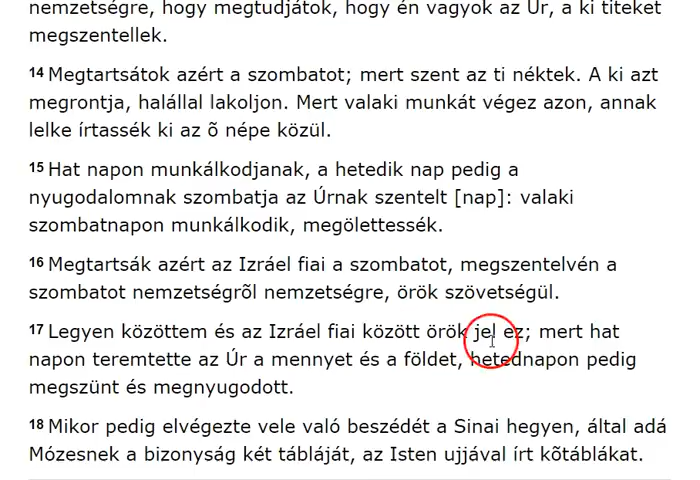 nemzetségre, hogy megtudjátok, hogy én vagyok az Úr, a ki titeket
megszentellek.
14 Megtartsátok azért a szombatot; mert szent az ti néktek. A ki azt
megrontja, halállal lakoljon. Mert valaki munkát végez azon, annak
lelke írtassék ki az õ népe közül.
15 Hat napon munkálkodjanak, a hetedik nap pedig a
nyugodalomnak szombatja az Úrnak szentelt [nap]: valaki
szombatnapon munkálkodik, megölettessék.
16 Megtartsák azért az Izráel fiai a szombatot, megszentelvén a
szombatot nemzetségrõl nemzetségre, örök szövetségül.
17 Legyen közöttem és az Izráel fiai között örök jel ez; mert hat
napon teremtette az Úr a mennyet és a földet, hetednapon pedig
megszünt és megnyugodott.
18 Mikor pedig elvégezte vele való beszédét a Sinai hegyen, által adá
Mózesnek a bizonyság két tábláját, az Isten ujjával írt kõtáblákat.